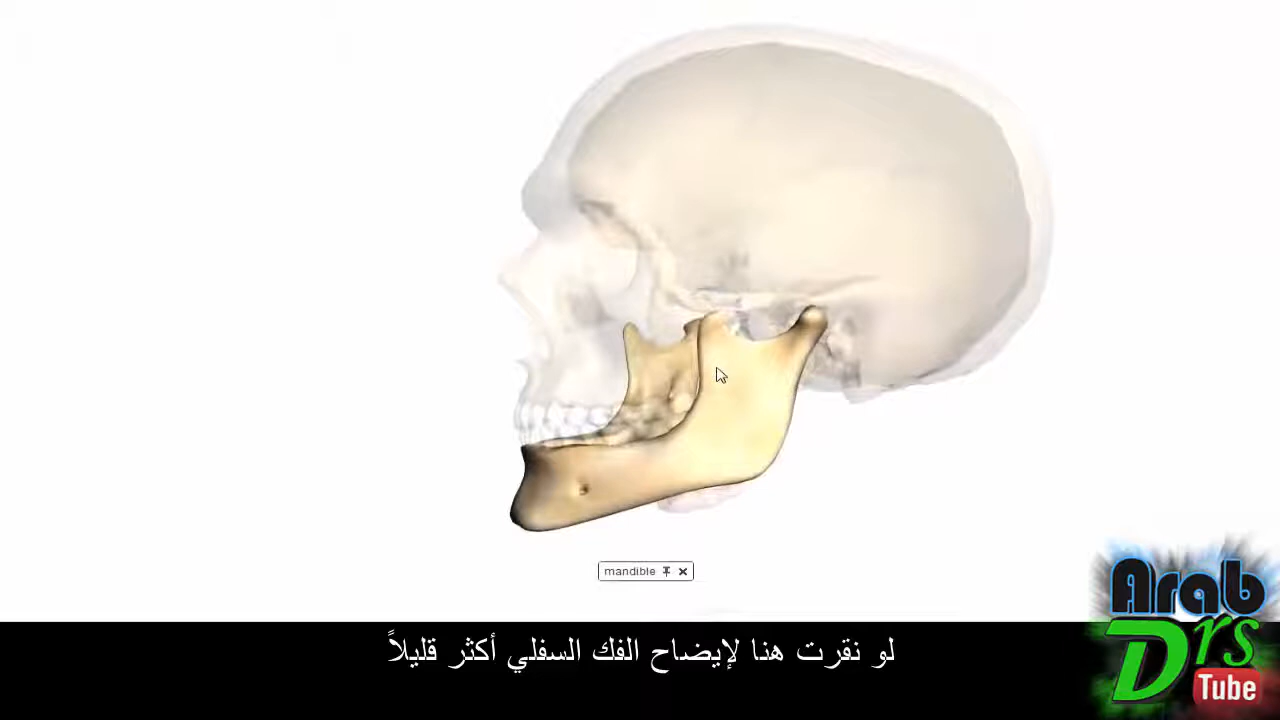 mandible
لو نقرت هنا لإيضاح الفك السفلي أكثر قليلاً
Arab
Drs
Tube